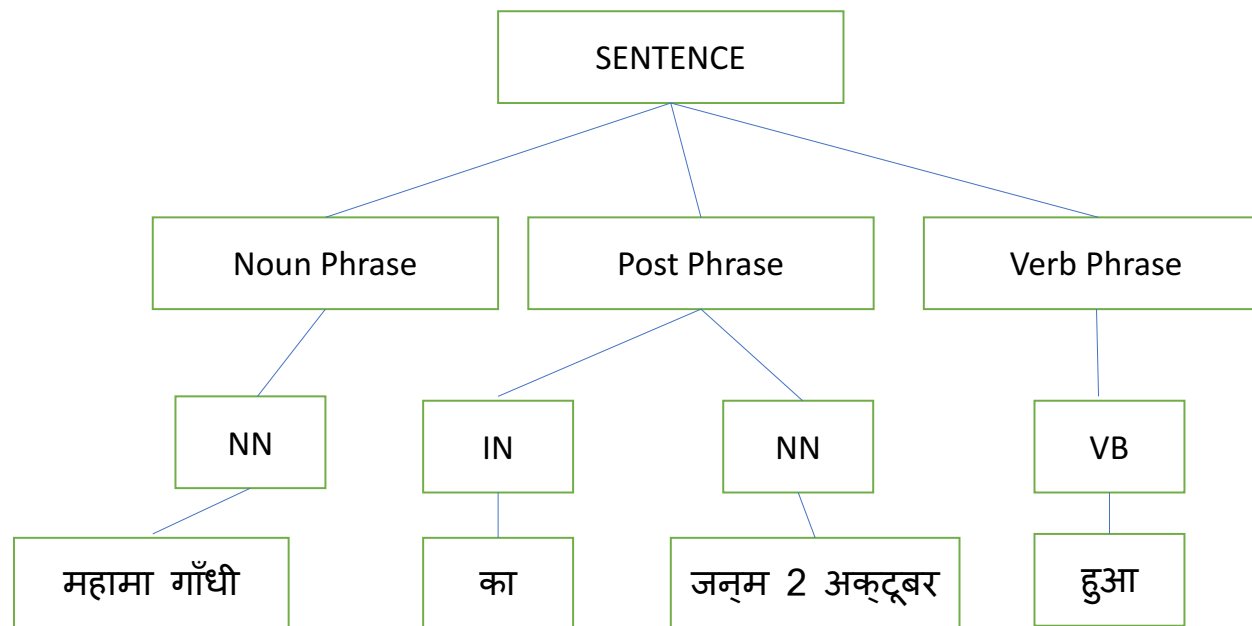 SENTENCE
Noun Phrase Post Phrase Verb Phrase
NN IN NN VB
महामा गाँधी का जन्‌म 2 अक्‌टूबर हुआ